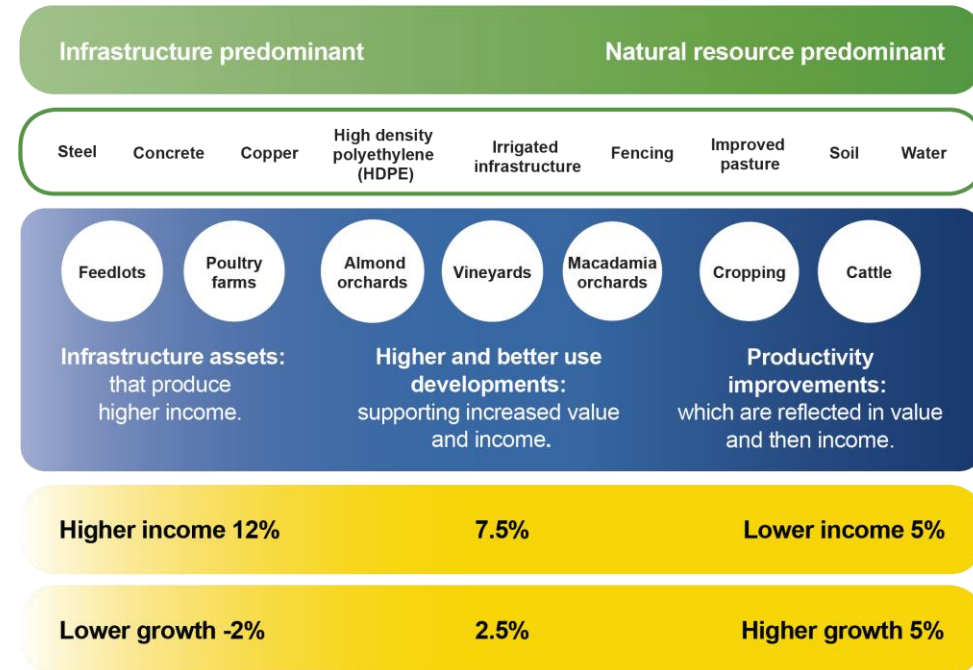 Infrastructure predominant
Natural resource predominant
Steel
Concrete
Copper
High density
polyethylene
(HDPE)
Irrigated
infrastructure
Fencing
Improved
pasture
Soil
Water
Feedlots
Poultry
farms
Almond
orchards
Vineyards
Macadamia
orchards
Cropping
Cattle
Infrastructure assets:
that produce
higher income.
Higher and better use
developments:
supporting increased value
and income.
Productivity
improvements:
which are reflected in value
and then income.
Higher income 12%
7.5%
Lower income 5%
Lower growth -2%
2.5%
Higher growth 5%